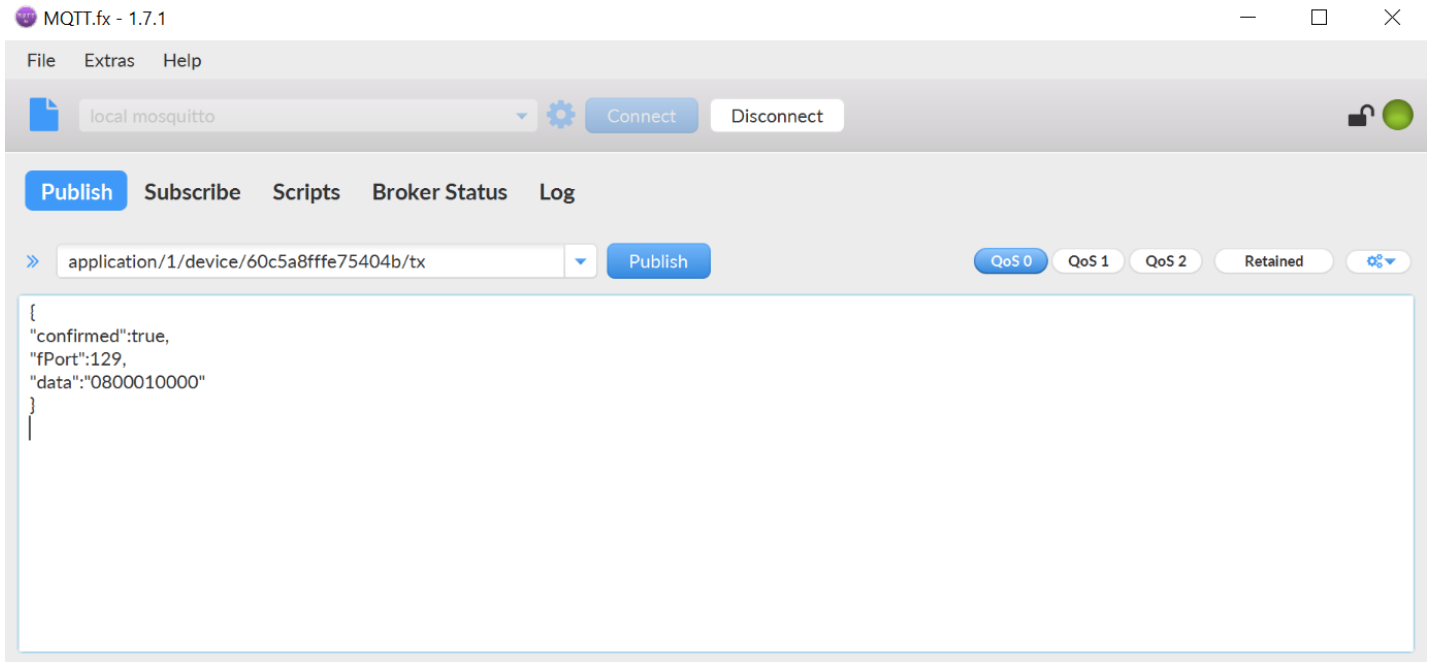 MQTT.fx - 1.7.1
File Extras Help
local mosquitto Connect Disconnect
Publish Subscribe Scripts Broker Status Log
application/1/device/60c5a8fffe75404b/tx Publish QoS 0 QoS 1 QoS 2 Retained
{
"confirmed":true,
"fPort":129,
"data":"0800010000"
}